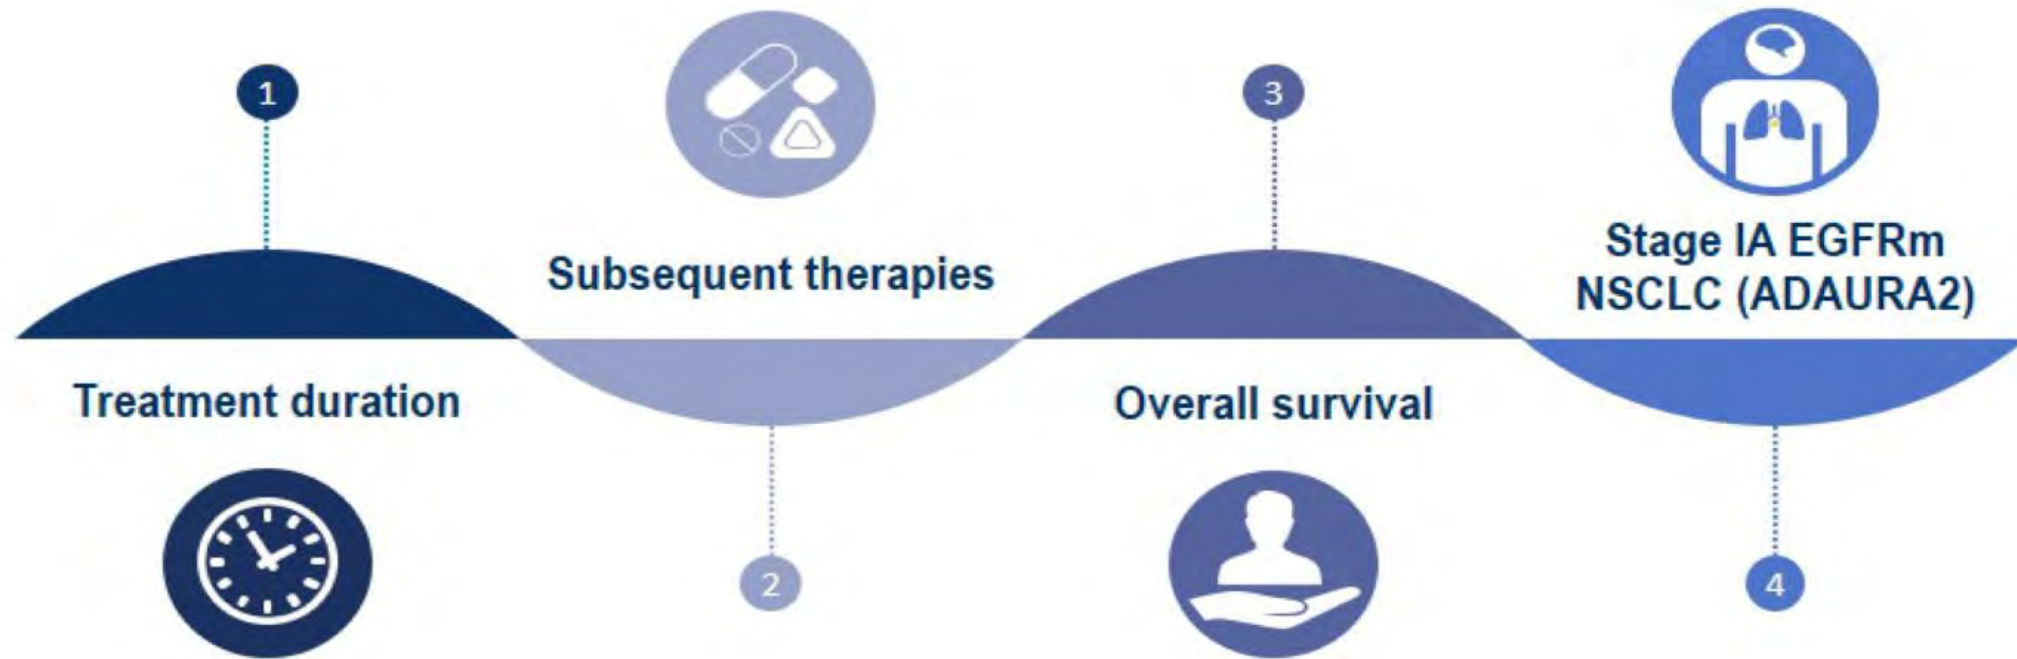 1
Treatment duration
Subsequent therapies
2
3
Overall survival
Stage IA EGFRm
NSCLC (ADAURA2)
4